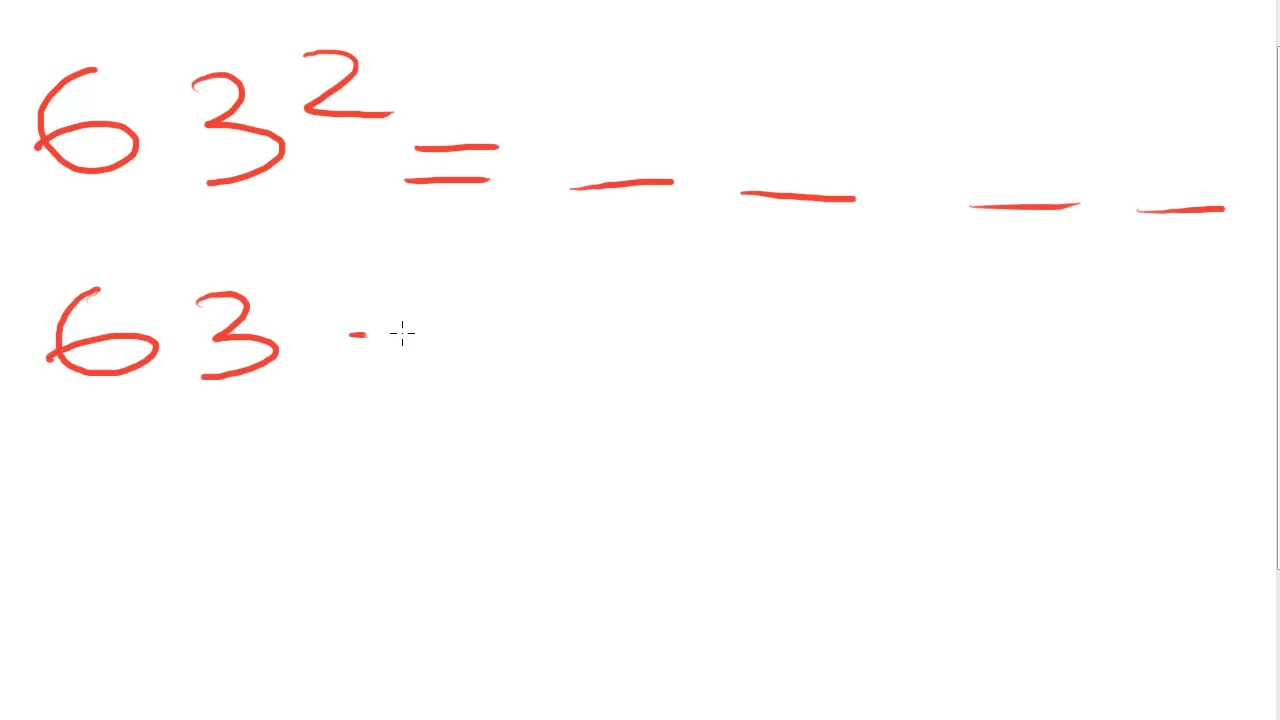 63² = _ _ _ _
63 -